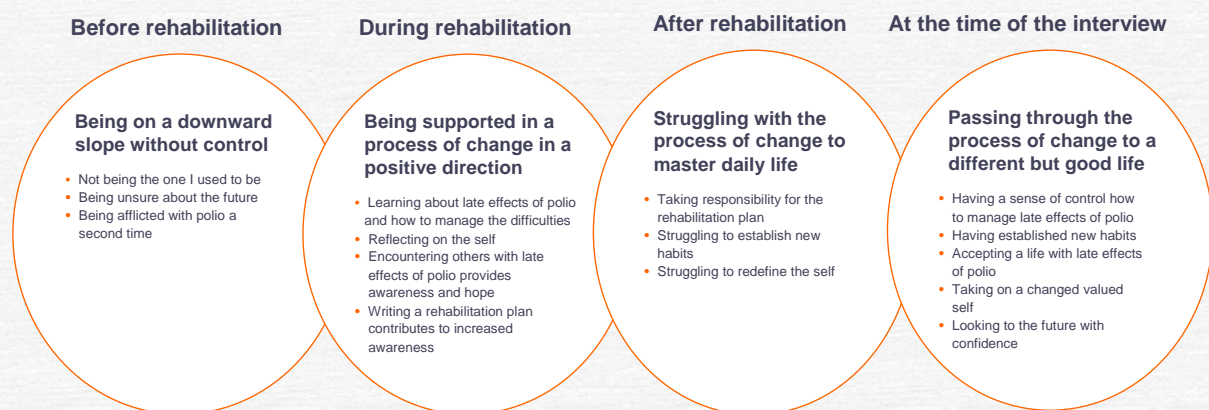 Before rehabilitation
During rehabilitation
After rehabilitation
At the time of the interview
Being on a downward
slope without control
• Not being the one I used to be
• Being unsure about the future
• Being afflicted with polio a
second time
Being supported in a
process of change in a
positive direction
• Learning about late effects of polio
and how to manage the difficulties
• Reflecting on the self
• Encountering others with late
effects of polio provides
awareness and hope
• Writing a rehabilitation plan
contributes to increased
awareness
Struggling with the
process of change to
master daily life
• Taking responsibility for the
rehabilitation plan
• Struggling to establish new
habits
• Struggling to redefine the self
Passing through the
process of change to a
different but good life
• Having a sense of control how
to manage late effects of polio
• Having established new habits
• Accepting a life with late effects
of polio
• Taking on a changed valued
self
• Looking to the future with
confidence